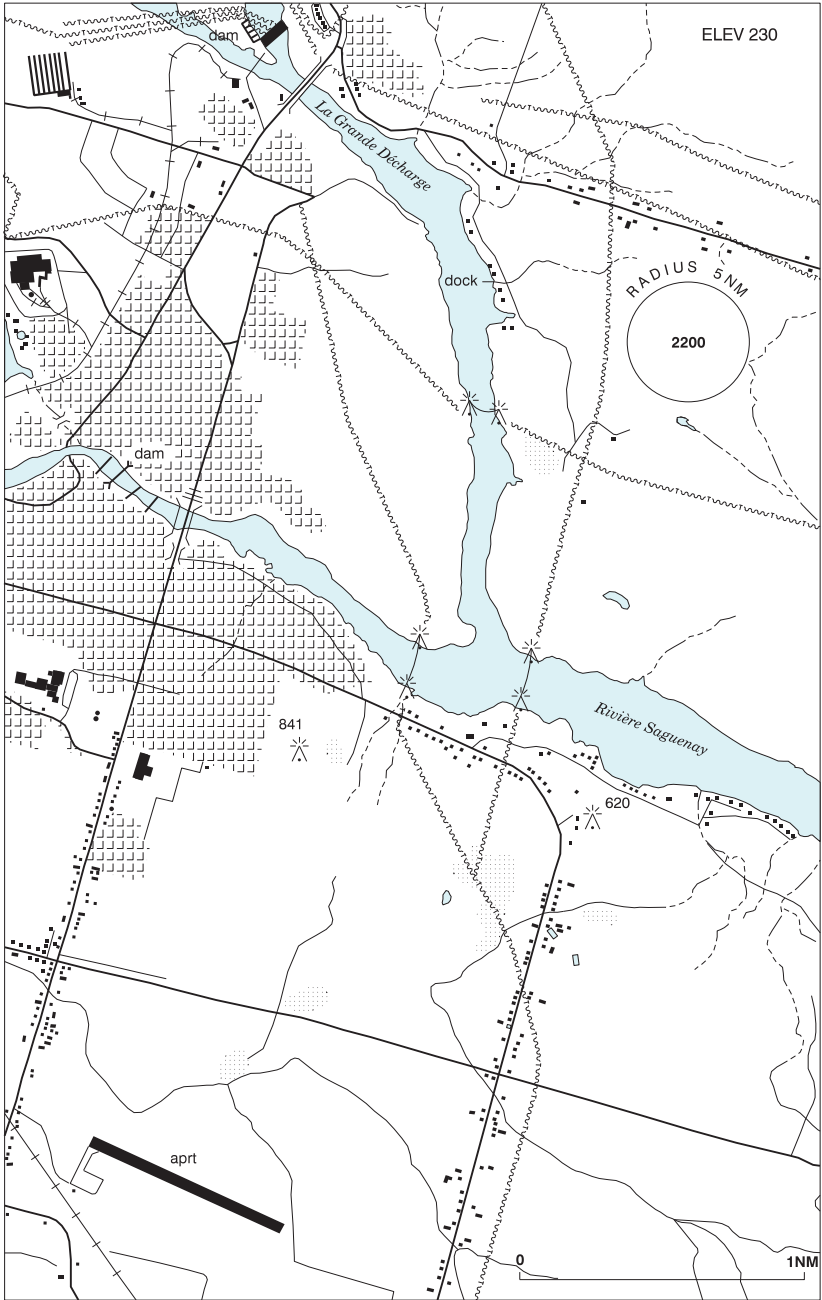 ELEV 230
dam
La Grande Décharge
dock
RADIUS 5NM
2200
dam
Rivière Saguenay
841
620
aprt
0 1NM